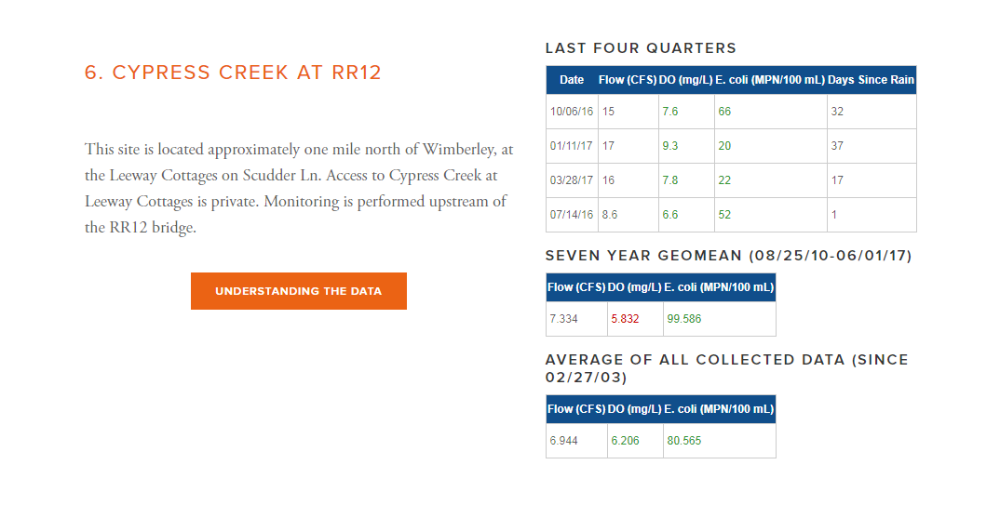 6. CYPRESS CREEK AT RR12
This site is located approximately one mile north of Wimberley, at
the Leeway Cottages on Scudder Ln. Access to Cypress Creek at
Leeway Cottages is private. Monitoring is performed upstream of
the RR12 bridge.
UNDERSTANDING THE DATA
LAST FOUR QUARTERS
Date Flow (CFS) DO (mg/L) E. coli (MPN/100 mL) Days Since Rain
10/06/16 15 7.6 66 32
01/11/17 17 9.3 20 37
03/28/17 16 7.8 22 17
07/14/16 8.6 6.6 52 1
SEVEN YEAR GEOMEAN (08/25/10-06/01/17)
Flow (CFS) DO (mg/L) E. coli (MPN/100 mL)
7.334 5.832 99.586
AVERAGE OF ALL COLLECTED DATA (SINCE
02/27/03)
Flow (CFS) DO (mg/L) E. coli (MPN/100 mL)
6.944 6.206 80.565